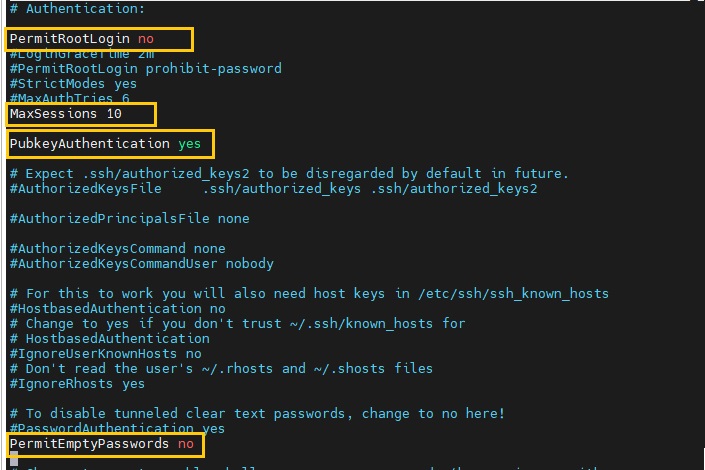 # Authentication:
PermitRootLogin no
#LoginGraceTime 2m
#PermitRootLogin prohibit-password
#StrictModes yes
#MaxAuthTries 6
MaxSessions 10
PubkeyAuthentication yes
# Expect .ssh/authorized_keys2 to be disregarded by default in future.
#AuthorizedKeysFile     .ssh/authorized_keys .ssh/authorized_keys2
#AuthorizedPrincipalsFile none
#AuthorizedKeysCommand none
#AuthorizedKeysCommandUser nobody
# For this to work you will also need host keys in /etc/ssh/ssh_known_hosts
#HostbasedAuthentication no
# Change to yes if you don't trust ~/.ssh/known_hosts for
# HostbasedAuthentication
#IgnoreUserKnownHosts no
# Don't read the user's ~/.rhosts and ~/.shosts files
#IgnoreRhosts yes
# To disable tunneled clear text passwords, change to no here!
#PasswordAuthentication yes
PermitEmptyPasswords no